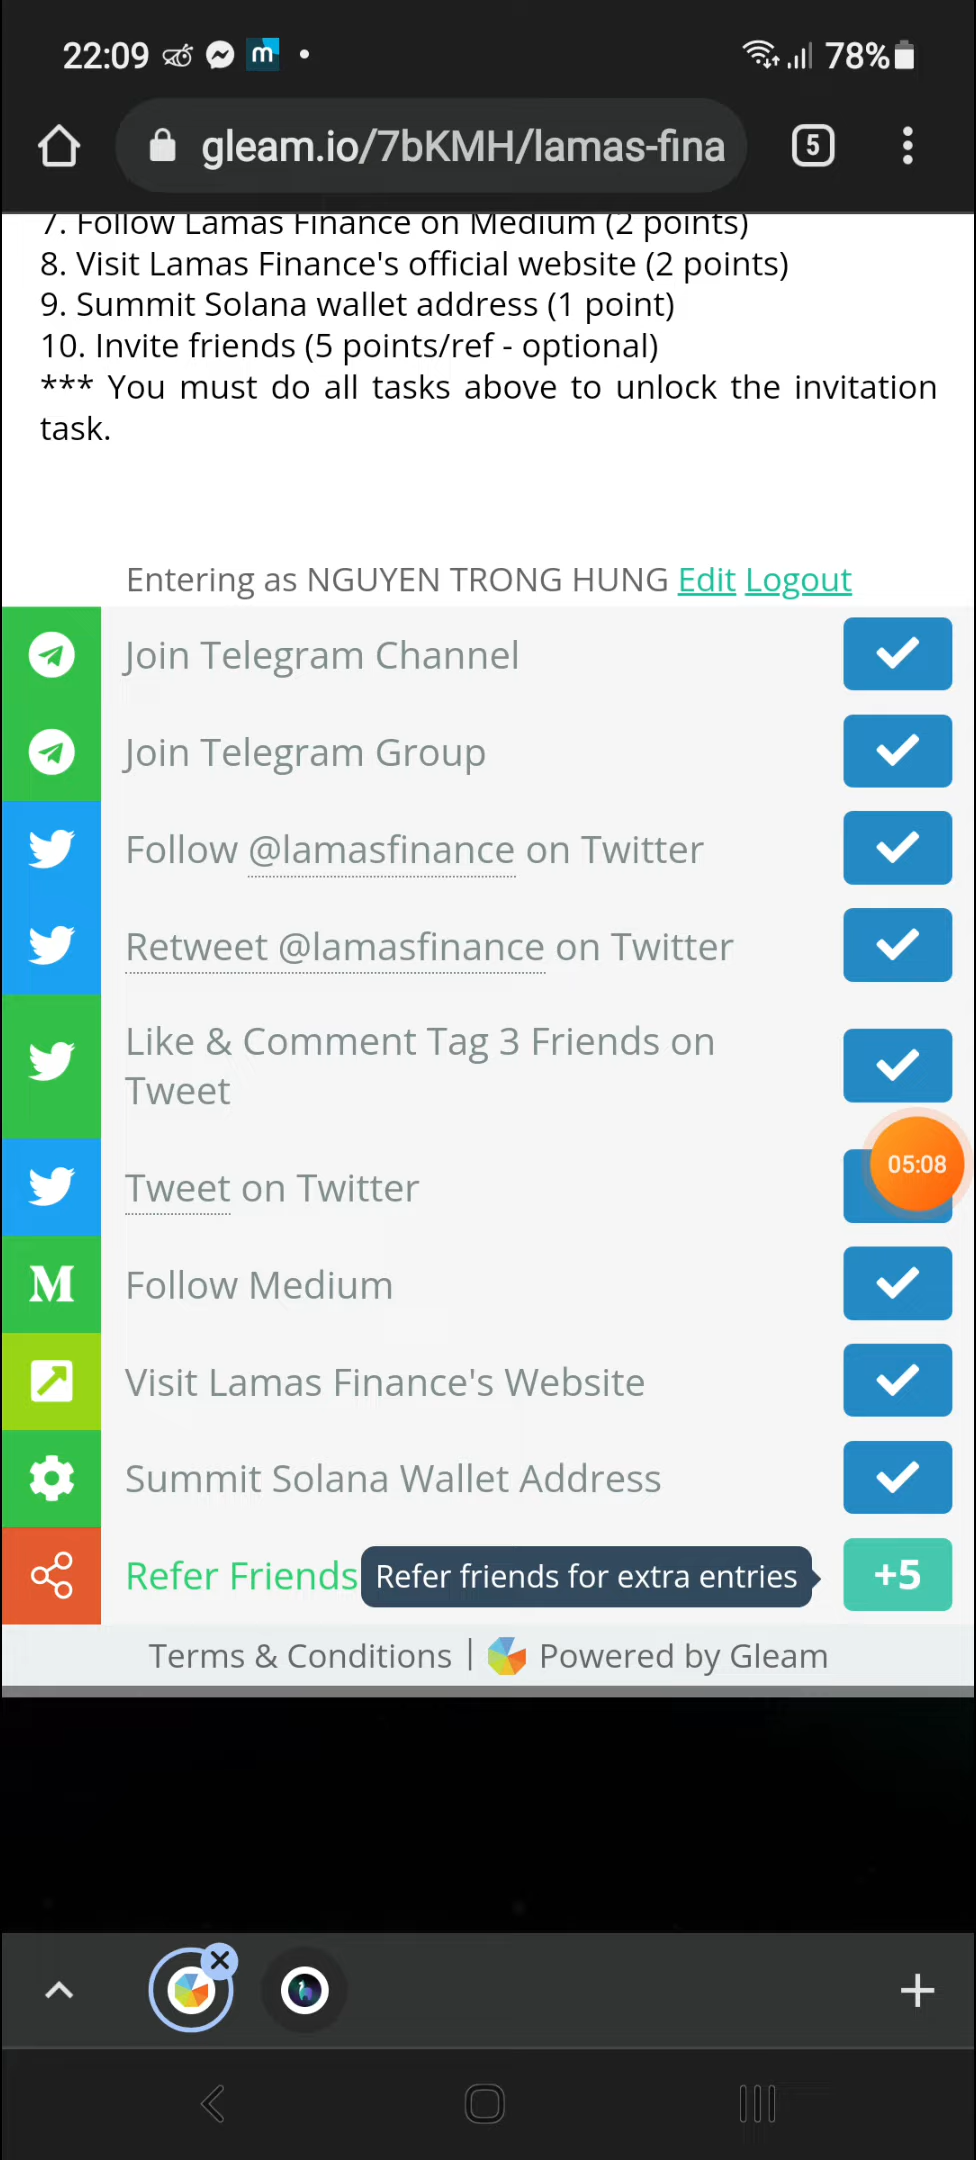 22:09 m 78%
gleam.io/7bKMH/lamas-fina 5
7. Follow Lamas Finance on Medium (2 points)
8. Visit Lamas Finance's official website (2 points)
9. Summit Solana wallet address (1 point)
10. Invite friends (5 points/ref - optional)
*** You must do all tasks above to unlock the invitation
task.
Entering as NGUYEN TRONG HUNG Edit Logout
Join Telegram Channel
Join Telegram Group
Follow @lamasfinance on Twitter
Retweet @lamasfinance on Twitter
Like & Comment Tag 3 Friends on
Tweet
05:08
Tweet on Twitter
M Follow Medium
Visit Lamas Finance's Website
Summit Solana Wallet Address
Refer Friends Refer friends for extra entries +5
Terms & Conditions | Powered by Gleam